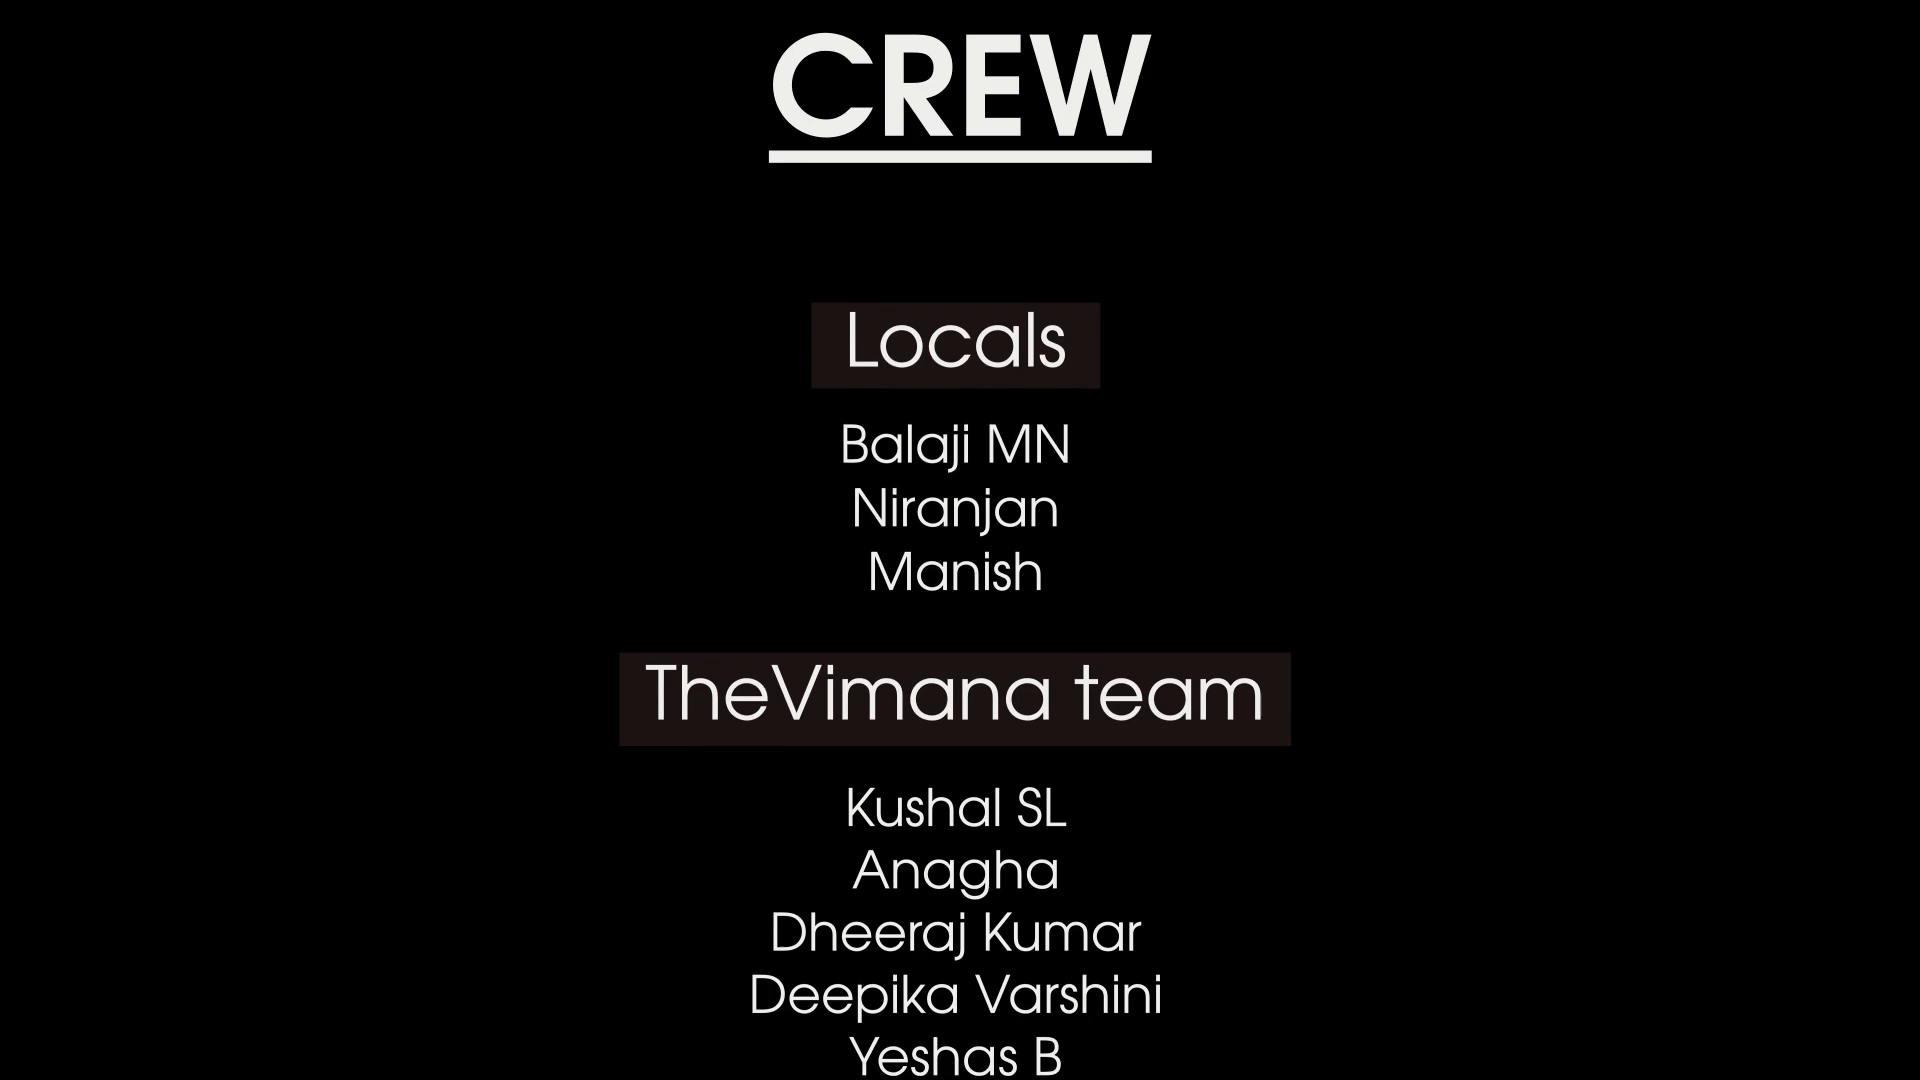 CREW
Locals
Balaji MN
Niranjan
Manish
TheVimana team
Kushal SL
Anagha
Dheeraj Kumar
Deepika Varshini
Yeshas B